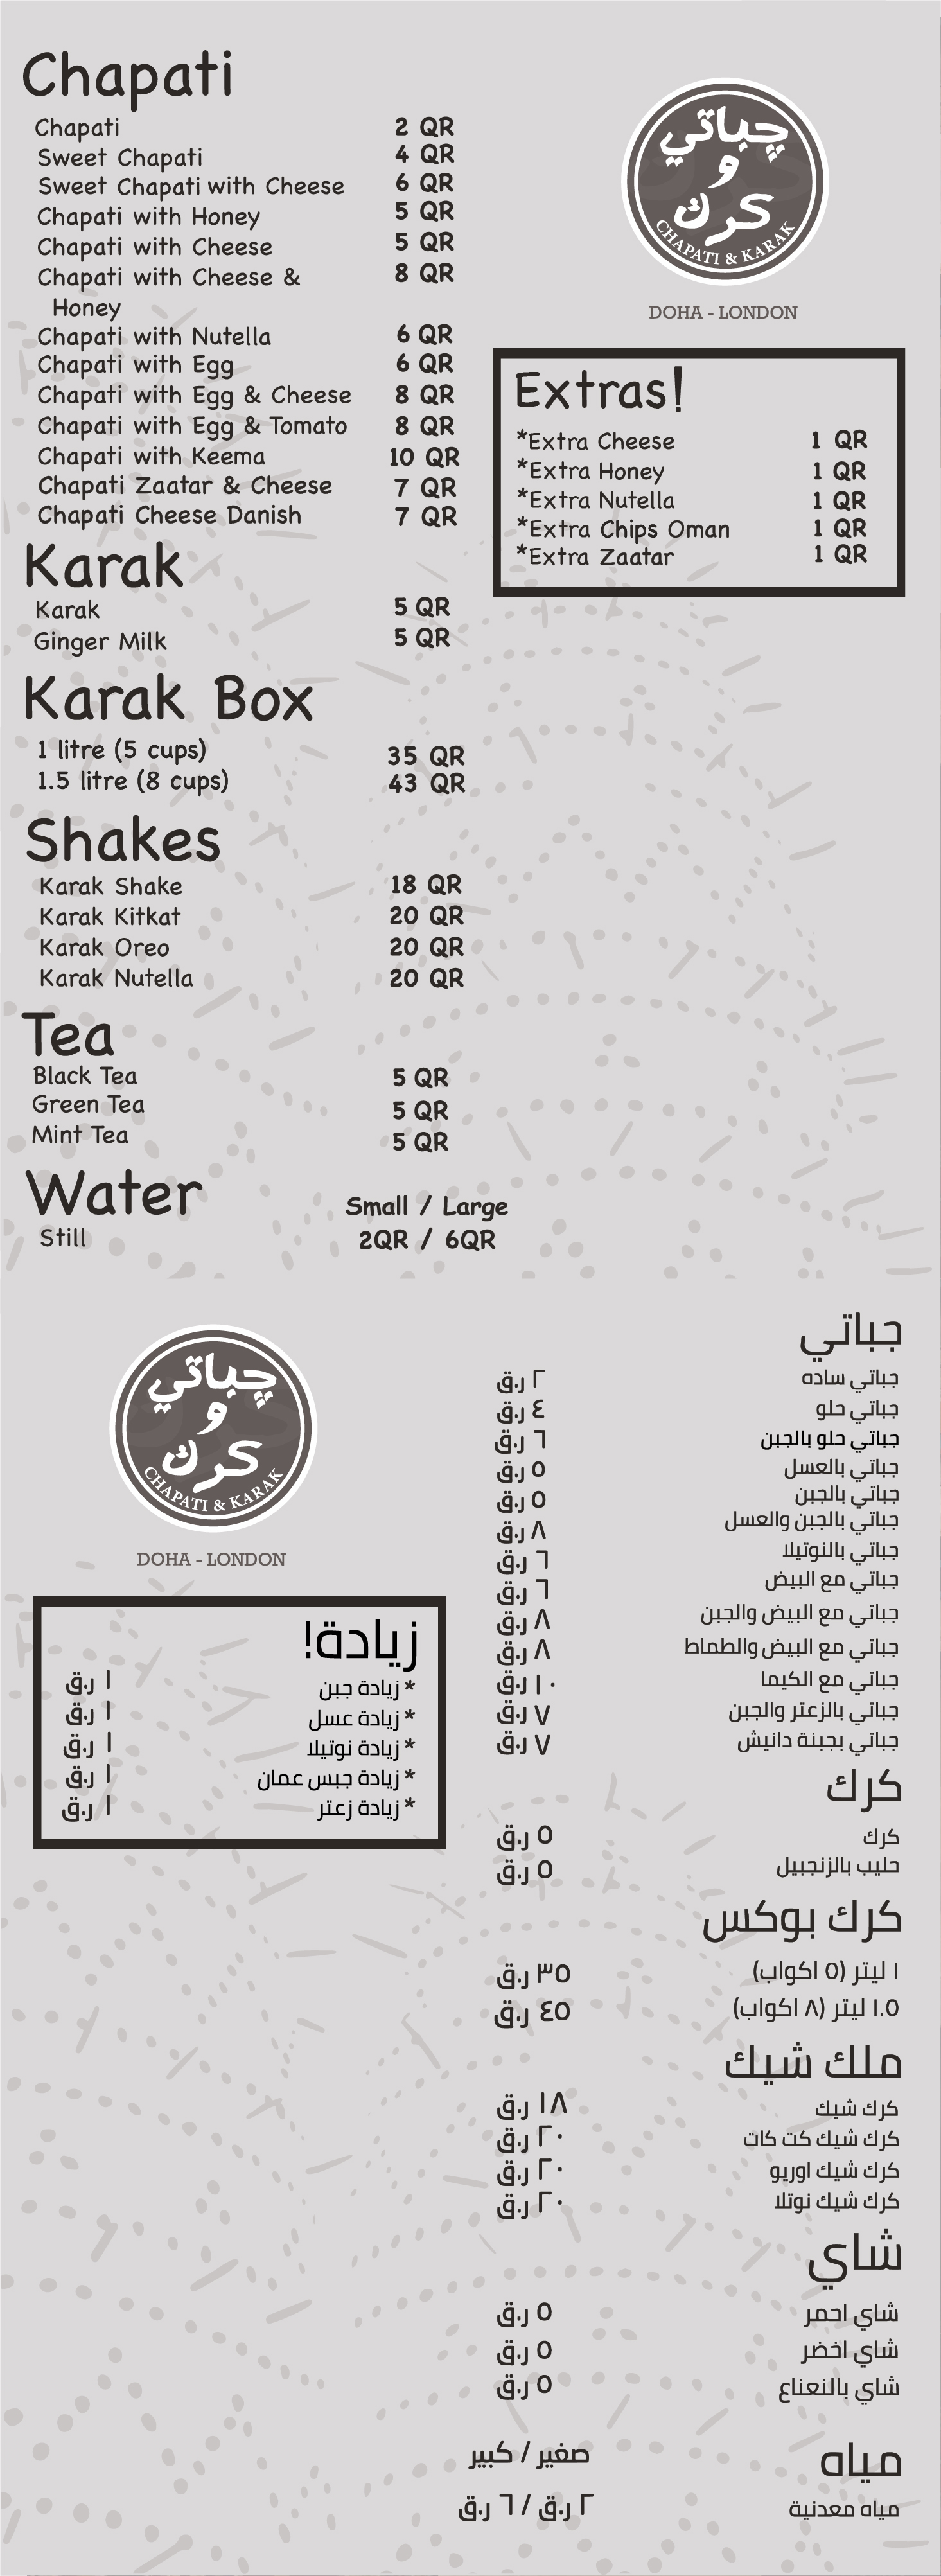 Chapati
Chapati 2 QR
Sweet Chapati 4 QR
Sweet Chapati with Cheese 6 QR
Chapati with Honey 5 QR
Chapati with Cheese 5 QR
Chapati with Cheese & 8 QR
Honey
Chapati with Nutella 6 QR
Chapati with Egg 6 QR
Chapati with Egg & Cheese 8 QR
Chapati with Egg & Tomato 8 QR
Chapati with Keema 10 QR
Chapati Zaatar & Cheese 7 QR
Chapati Cheese Danish 7 QR
Karak
Karak 5 QR
Ginger Milk 5 QR
Karak Box
1 litre (5 cups) 35 QR
1.5 litre (8 cups) 43 QR
Shakes
Karak Shake 18 QR
Karak Kitkat 20 QR
Karak Oreo 20 QR
Karak Nutella 20 QR
Tea
Black Tea 5 QR
Green Tea 5 QR
Mint Tea 5 QR
Water Small / Large
Still 2QR / 6QR
چباتي
و
كرك
CHAPATI & KARAK
DOHA - LONDON
Extras!
*Extra Cheese 1 QR
*Extra Honey 1 QR
*Extra Nutella 1 QR
*Extra Chips Oman 1 QR
*Extra Zaatar 1 QR
جباتي
جباتي ساده ٢ ر.ق
جباتي حلو ٤ ر.ق
جباتي حلو بالجبن ٦ ر.ق
جباتي بالعسل ٥ ر.ق
جباتي بالجبن ٥ ر.ق
جباتي بالجبن والعسل ٨ ر.ق
جباتي بالنوتيلا ٦ ر.ق
جباتي مع البيض ٦ ر.ق
جباتي مع البيض والجبن ٨ ر.ق
جباتي مع البيض والطماط ٨ ر.ق
جباتي مع الكيما ١٠ ر.ق
جباتي بالزعتر والجبن ٧ ر.ق
جباتي بجبنة دانيش ٧ ر.ق
كرك
كرك ٥ ر.ق
حليب بالزنجبيل ٥ ر.ق
كرك بوكس
١ ليتر (٥ اكواب) ٣٥ ر.ق
١.٥ ليتر (٨ اكواب) ٤٥ ر.ق
ملك شيك
كرك شيك ١٨ ر.ق
كرك شيك كت كات ٢٠ ر.ق
كرك شيك اوريو ٢٠ ر.ق
كرك شيك نوتلا ٢٠ ر.ق
شاي
شاي احمر ٥ ر.ق
شاي اخضر ٥ ر.ق
شاي بالنعناع ٥ ر.ق
مياه صغير / كبير
مياه معدنية ٢ ر.ق / ٦ ر.ق
چباتي
و
كرك
CHAPATI & KARAK
DOHA - LONDON
زيادة!
* زيادة جبن ١ ر.ق
* زيادة عسل ١ ر.ق
* زيادة نوتيلا ١ ر.ق
* زيادة جبس عمان ١ ر.ق
* زيادة زعتر ١ ر.ق